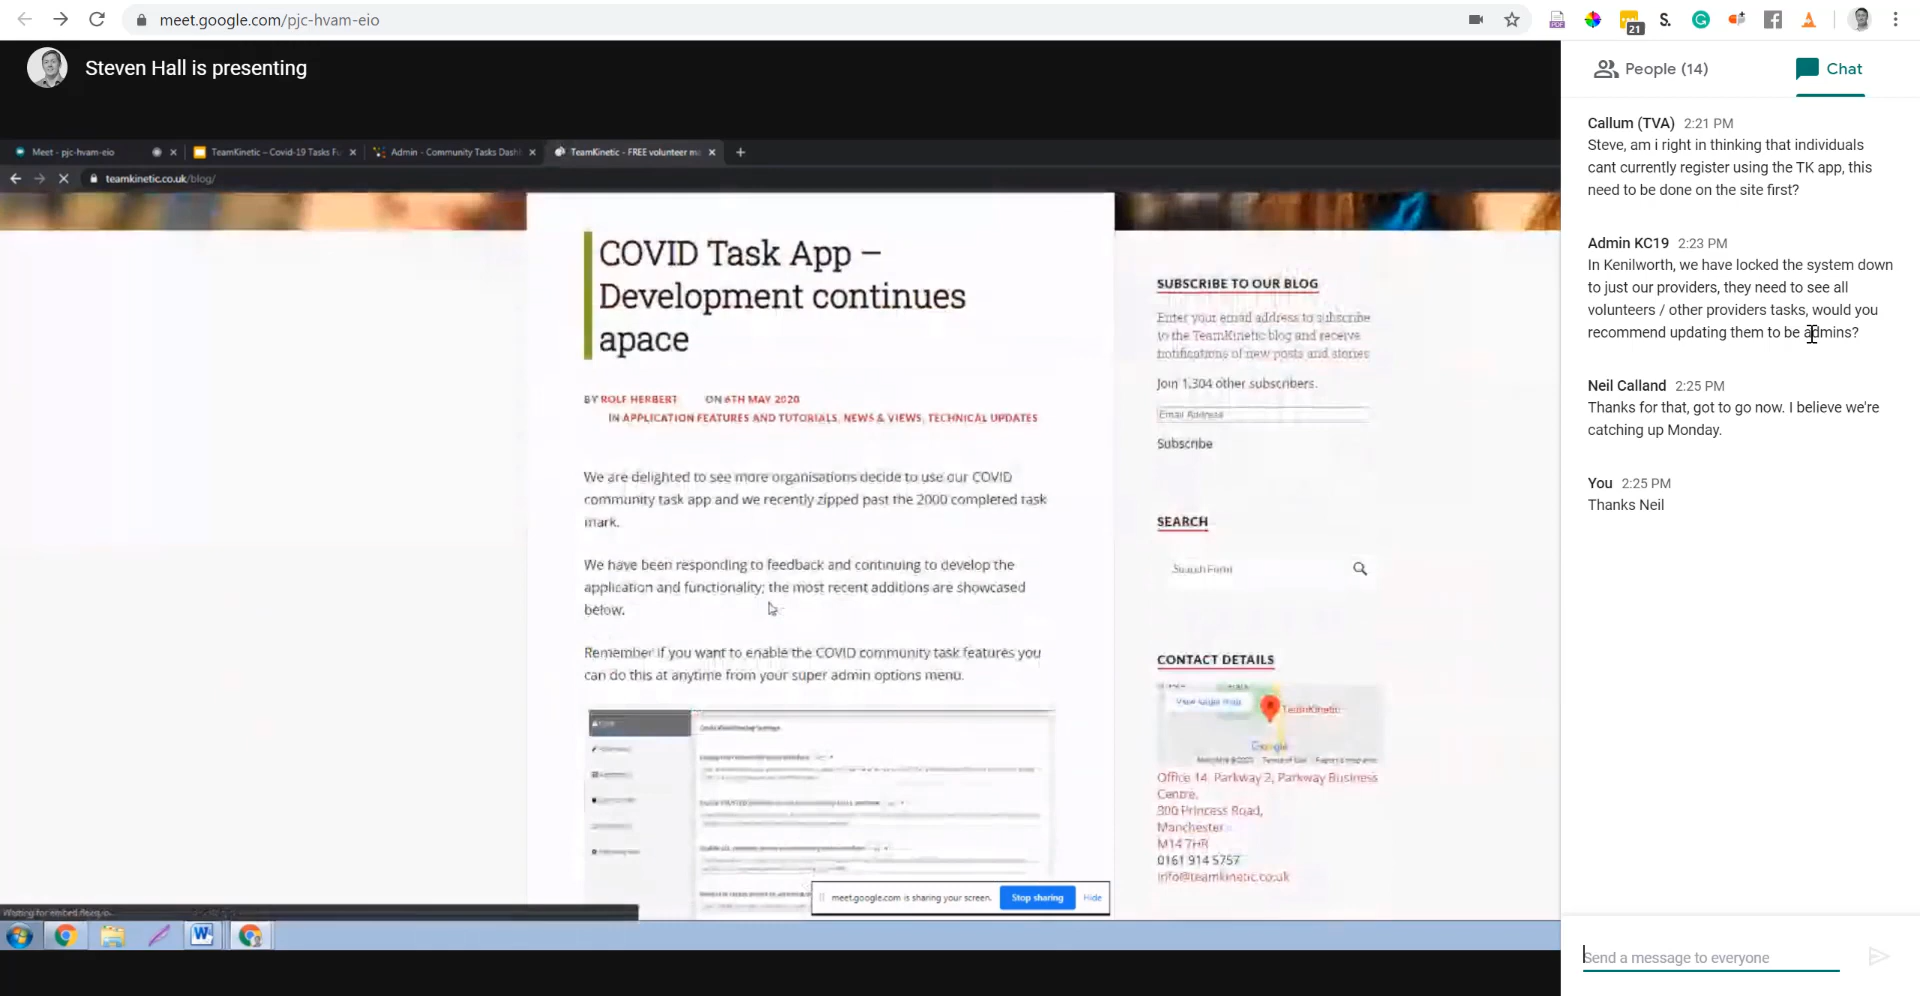 meet.google.com/pjc-hvam-eio
21
Steven Hall is presenting
People (14)
Chat
Meet - pjc-hvam-eio
TeamKinetic – Covid-19 Tasks Fu
Admin - Community Tasks Dash
TeamKinetic - FREE volunteer m
teamkinetic.co.uk/blog/
COVID Task App –
Development continues
apace
BY ROLF HERBERT ON 6TH MAY 2020
IN APPLICATION FEATURES AND TUTORIALS, NEWS & VIEWS, TECHNICAL UPDATES
We are delighted to see more organisations decide to use our COVID
community task app and we recently zipped past the 2000 completed task
mark.
We have been responding to feedback and continuing to develop the
application and functionality; the most recent additions are showcased
below.
Remember if you want to enable the COVID community task features you
can do this at anytime from your super admin options menu.
SUBSCRIBE TO OUR BLOG
Enter your email address to subscribe
to the TeamKinetic blog and receive
notifications of new posts and stories
Join 1,304 other subscribers.
Email Address
Subscribe
SEARCH
Search Form
CONTACT DETAILS
View larger map
TeamKinetic
Google
Office 14, Parkway 2, Parkway Business
Centre,
300 Princess Road,
Manchester
M14 7HR
0161 914 5757
info@teamkinetic.co.uk
meet.google.com is sharing your screen.
Stop sharing
Hide
Callum (TVA) 2:21 PM
Steve, am i right in thinking that individuals
cant currently register using the TK app, this
need to be done on the site first?
Admin KC19 2:23 PM
In Kenilworth, we have locked the system down
to just our providers, they need to see all
volunteers / other providers tasks, would you
recommend updating them to be admins?
Neil Calland 2:25 PM
Thanks for that, got to go now. I believe we're
catching up Monday.
You 2:25 PM
Thanks Neil
Send a message to everyone